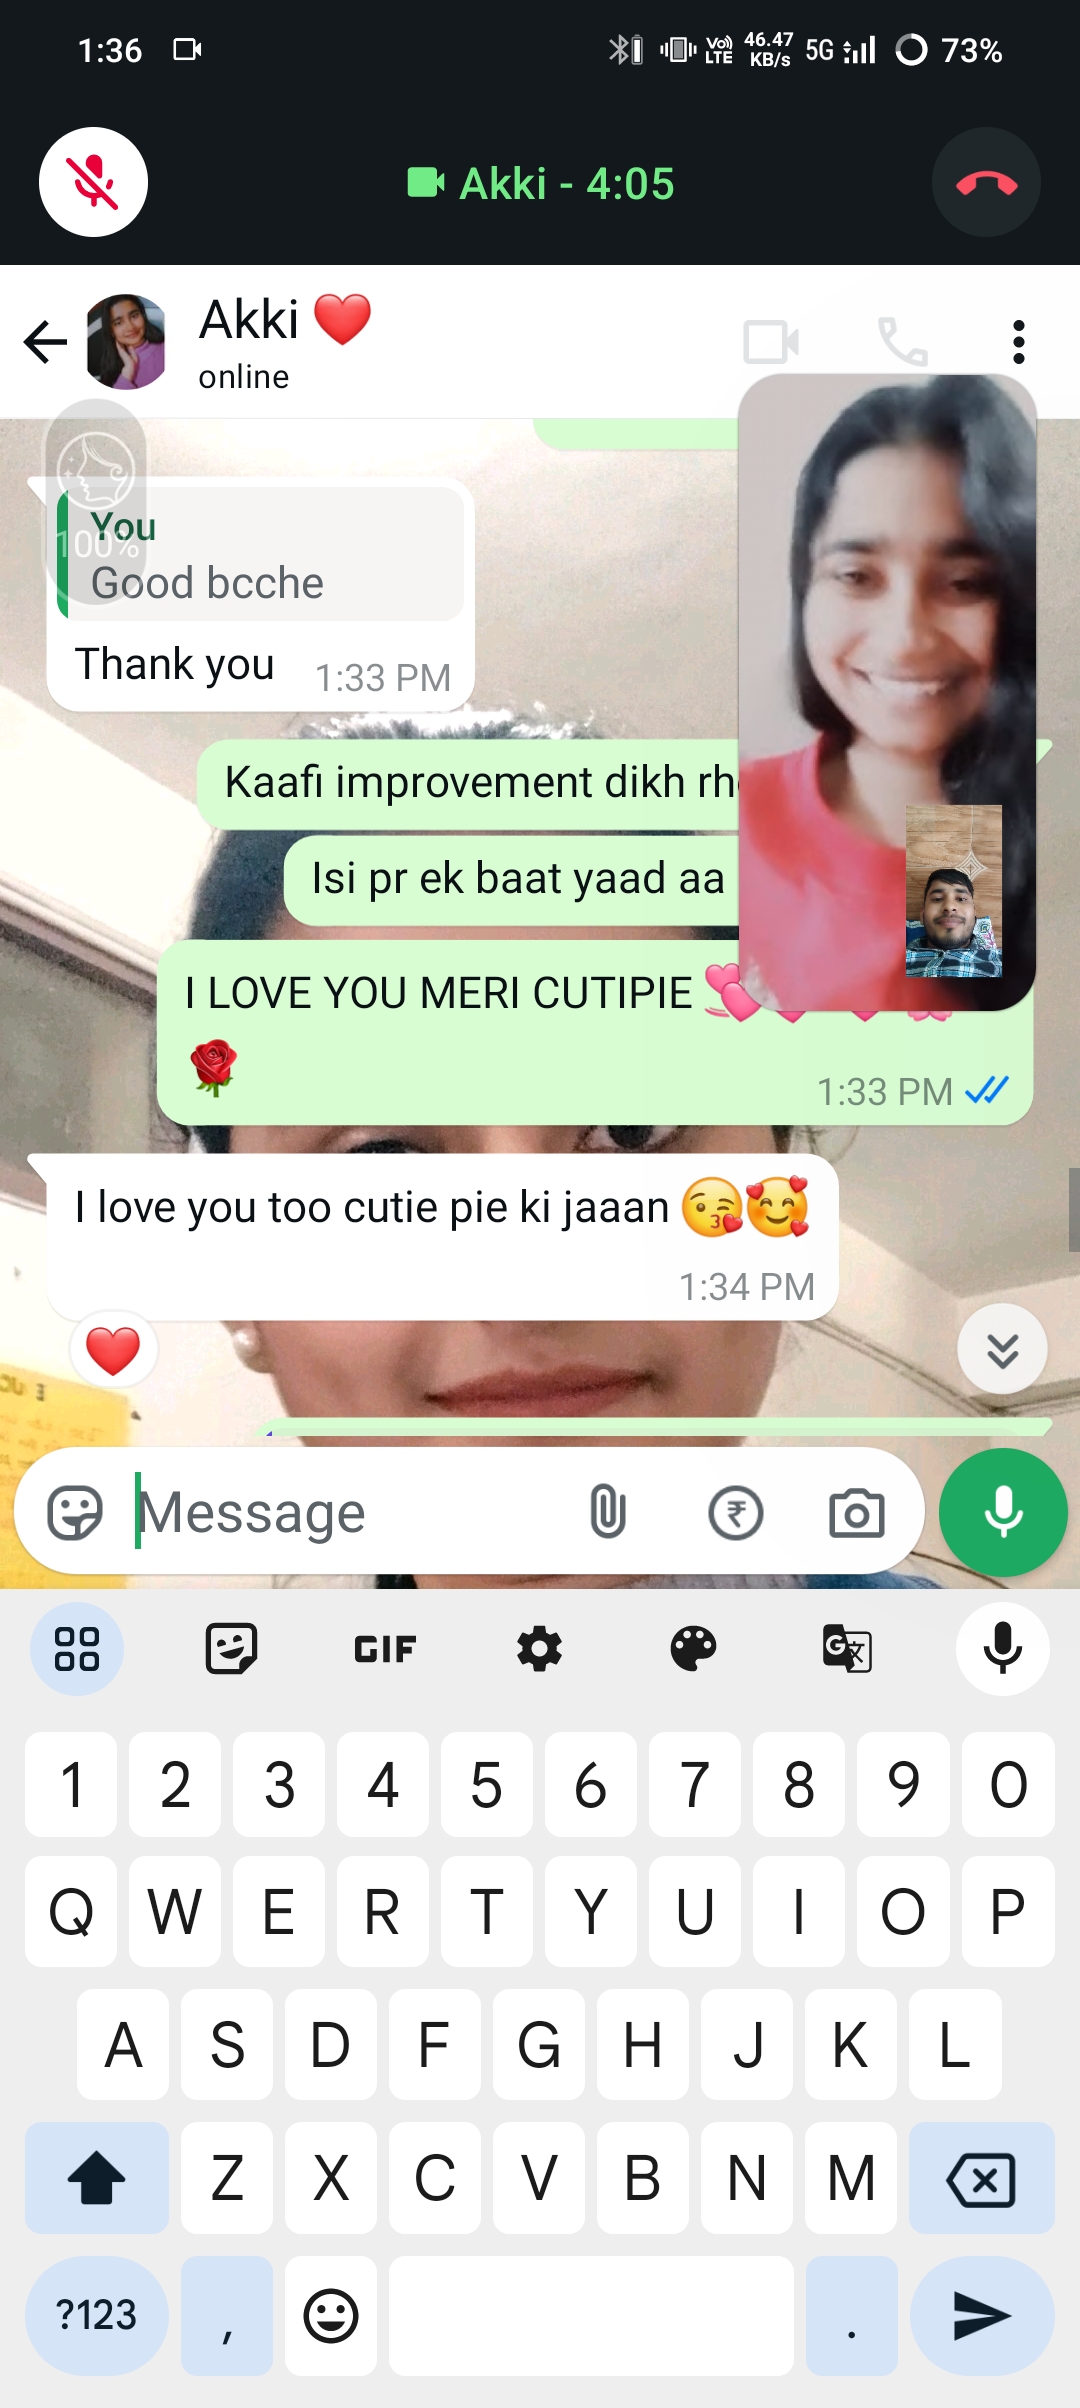 1:36
Vo))
LTE
46.47
KB/s
5G
73%
Akki - 4:05
Akki ❤️
online
100%
You
Good bcche
Thank you 1:33 PM
Kaafi improvement dikh
Isi pr ek baat yaad aa
I LOVE YOU MERI CUTIPIE 💕
🌹
1:33 PM
I love you too cutie pie ki jaaan 😘🥰
1:34 PM
❤️
Message
₹
GIF
1 2 3 4 5 6 7 8 9 0
Q W E R T Y U I O P
A S D F G H J K L
Z X C V B N M
?123 , .